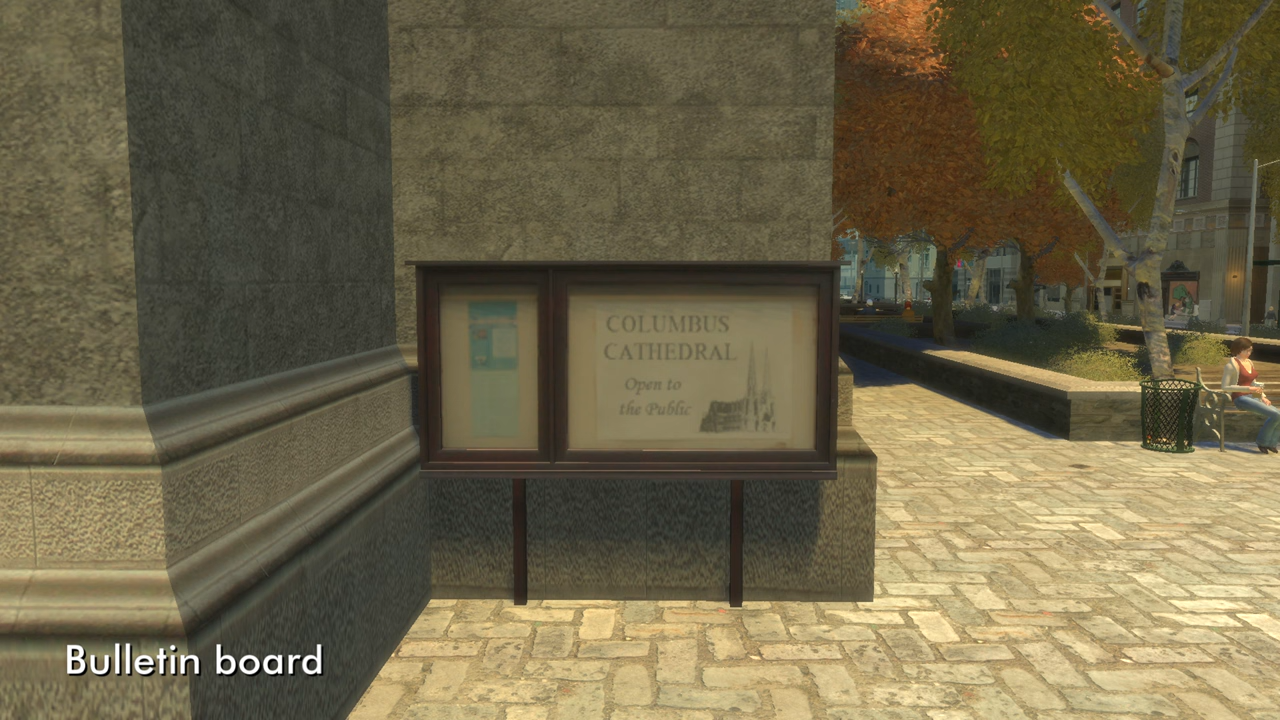 COLUMBUS
CATHEDRAL
Open to
the Public
Bulletin board